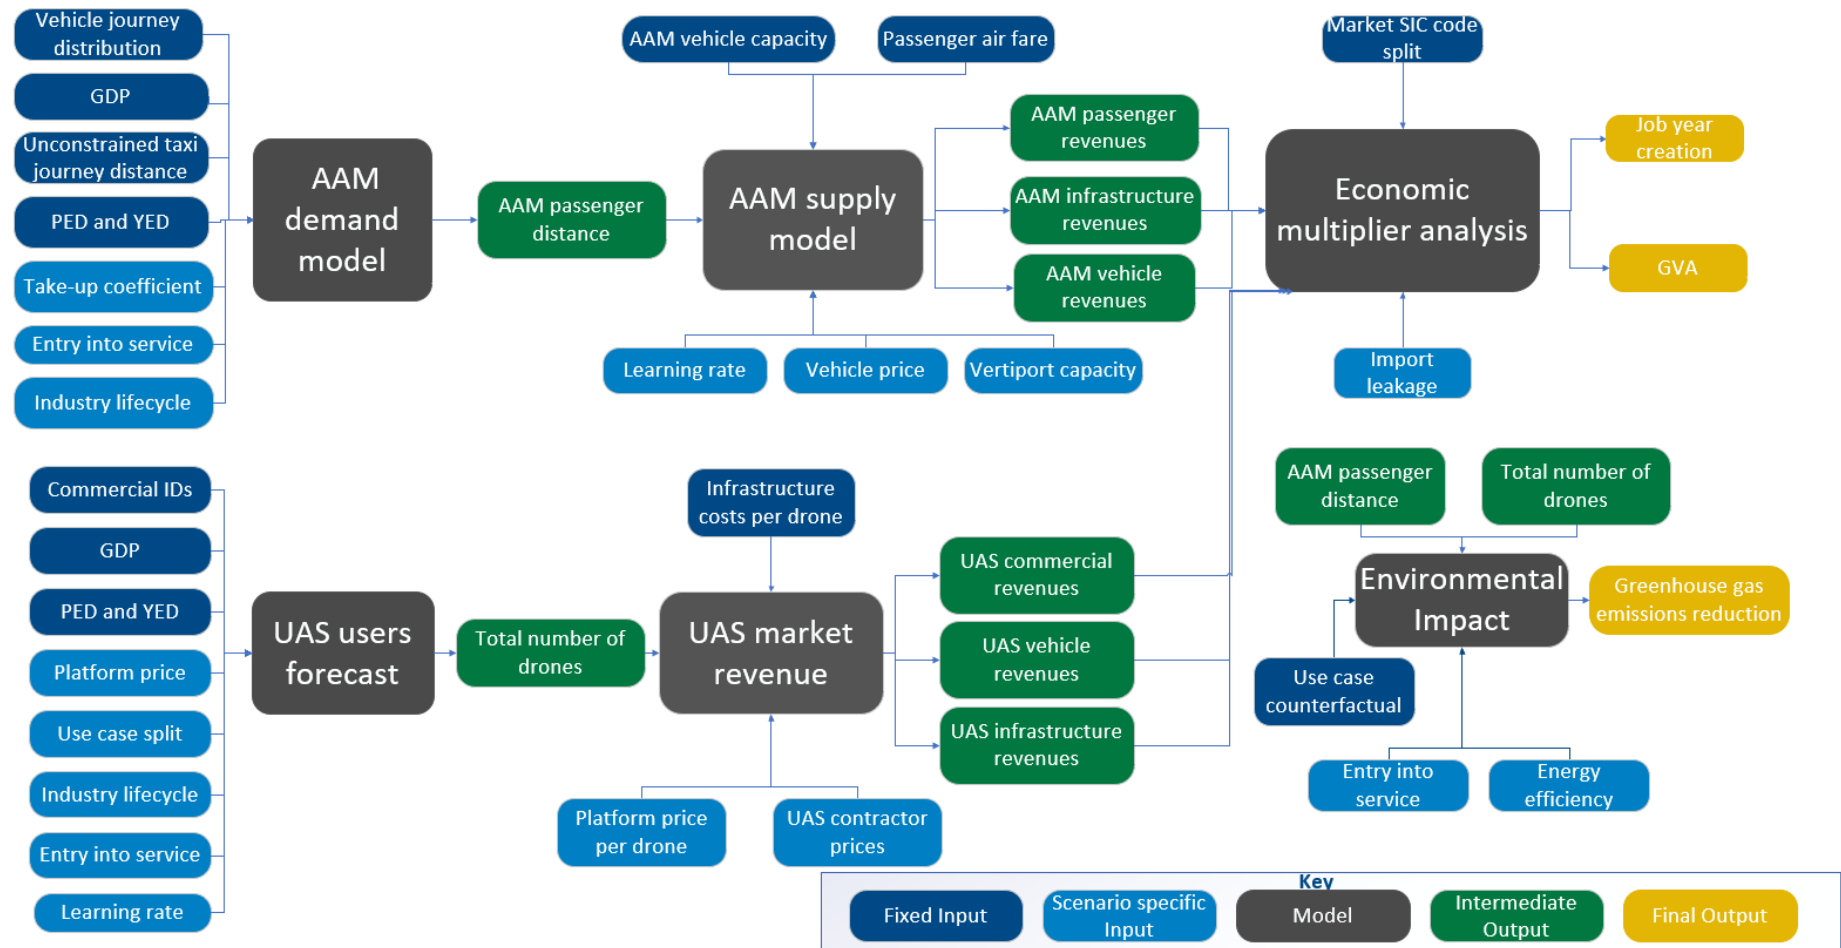 Vehicle journey
distribution
GDP
Unconstrained taxi
journey distance
PED and YED
Take-up coefficient
Entry into service
Industry lifecycle
AAM
demand
model
AAM passenger
distance
AAM vehicle capacity
Passenger air fare
AAM supply
model
Learning rate
Vehicle price
Vertiport capacity
AAM passenger
revenues
AAM infrastructure
revenues
AAM vehicle
revenues
Market SIC code
split
Economic
multiplier analysis
Import
leakage
Job year
creation
GVA
Commercial IDs
GDP
PED and YED
Platform price
Use case split
Industry lifecycle
Entry into service
Learning rate
UAS users
forecast
Total number of
drones
Infrastructure
costs per drone
UAS market
revenue
Platform price
per drone
UAS contractor
prices
UAS commercial
revenues
UAS vehicle
revenues
UAS infrastructure
revenues
AAM passenger
distance
Total number of
drones
Environmental
Impact
Greenhouse gas
emissions reduction
Use case
counterfactual
Entry into
service
Energy
efficiency
Key
Fixed Input
Scenario specific
Input
Model
Intermediate
Output
Final Output